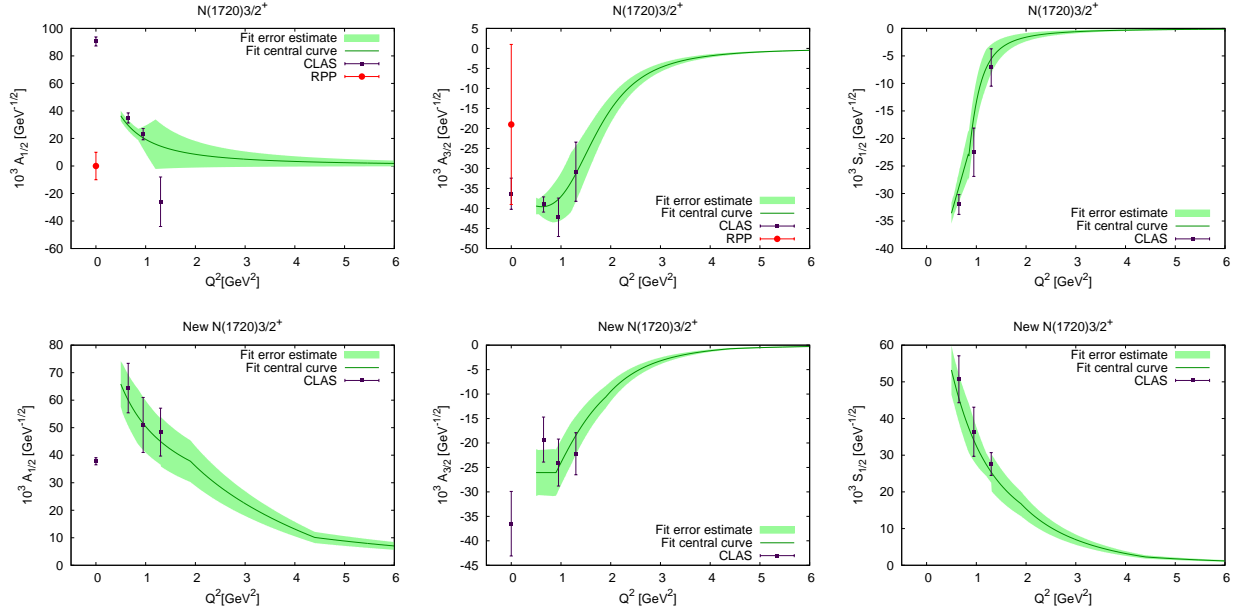 N(1720)3/2⁺
10³ A₁/₂ [GeV⁻¹/²]
100
80
60
40
20
0
-20
-40
-60
Fit error estimate
Fit central curve
CLAS
RPP
0 1 2 3 4 5 6
Q²[GeV²]
N(1720)3/2⁺
10³ A₃/₂ [GeV⁻¹/²]
5
0
-5
-10
-15
-20
-25
-30
-35
-40
-45
-50
Fit error estimate
Fit central curve
CLAS
RPP
0 1 2 3 4 5 6
Q² [GeV²]
N(1720)3/2⁺
10³ S₁/₂ [GeV⁻¹/²]
0
-5
-10
-15
-20
-25
-30
-35
-40
Fit error estimate
Fit central curve
CLAS
0 1 2 3 4 5 6
Q² [GeV²]
New N(1720)3/2⁺
10³ A₁/₂ [GeV⁻¹/²]
80
70
60
50
40
30
20
10
0
Fit error estimate
Fit central curve
CLAS
0 1 2 3 4 5 6
Q²[GeV²]
New N(1720)3/2⁺
10³ A₃/₂ [GeV⁻¹/²]
0
-5
-10
-15
-20
-25
-30
-35
-40
-45
Fit error estimate
Fit central curve
CLAS
0 1 2 3 4 5 6
Q² [GeV²]
New N(1720)3/2⁺
10³ S₁/₂ [GeV⁻¹/²]
60
50
40
30
20
10
0
Fit error estimate
Fit central curve
CLAS
0 1 2 3 4 5 6
Q² [GeV²]